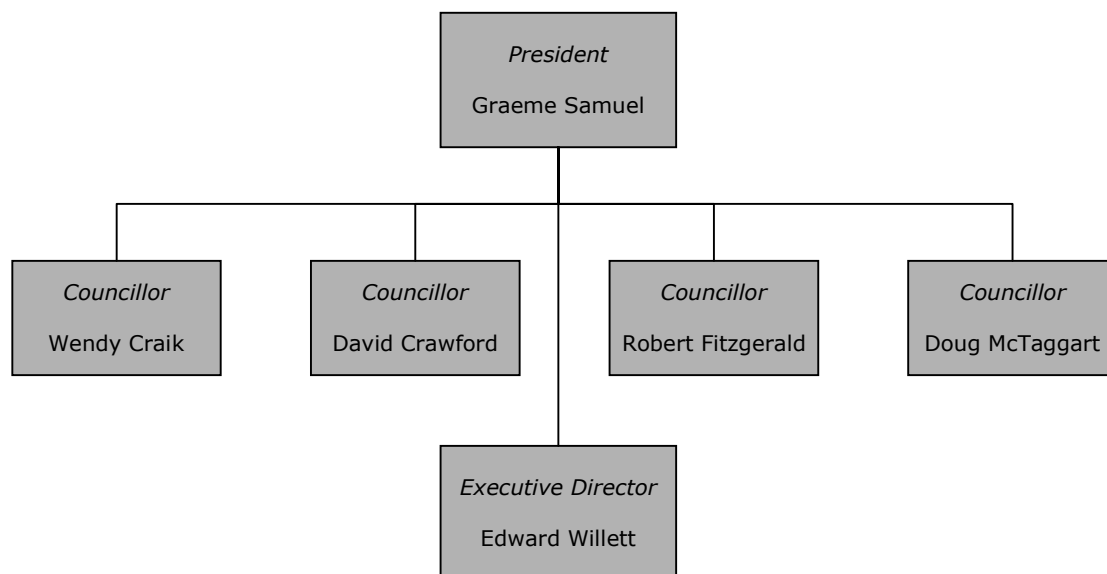 President
Graeme Samuel
Councillor
Wendy Craik
Councillor
David Crawford
Councillor
Robert Fitzgerald
Councillor
Doug McTaggart
Executive Director
Edward Willett